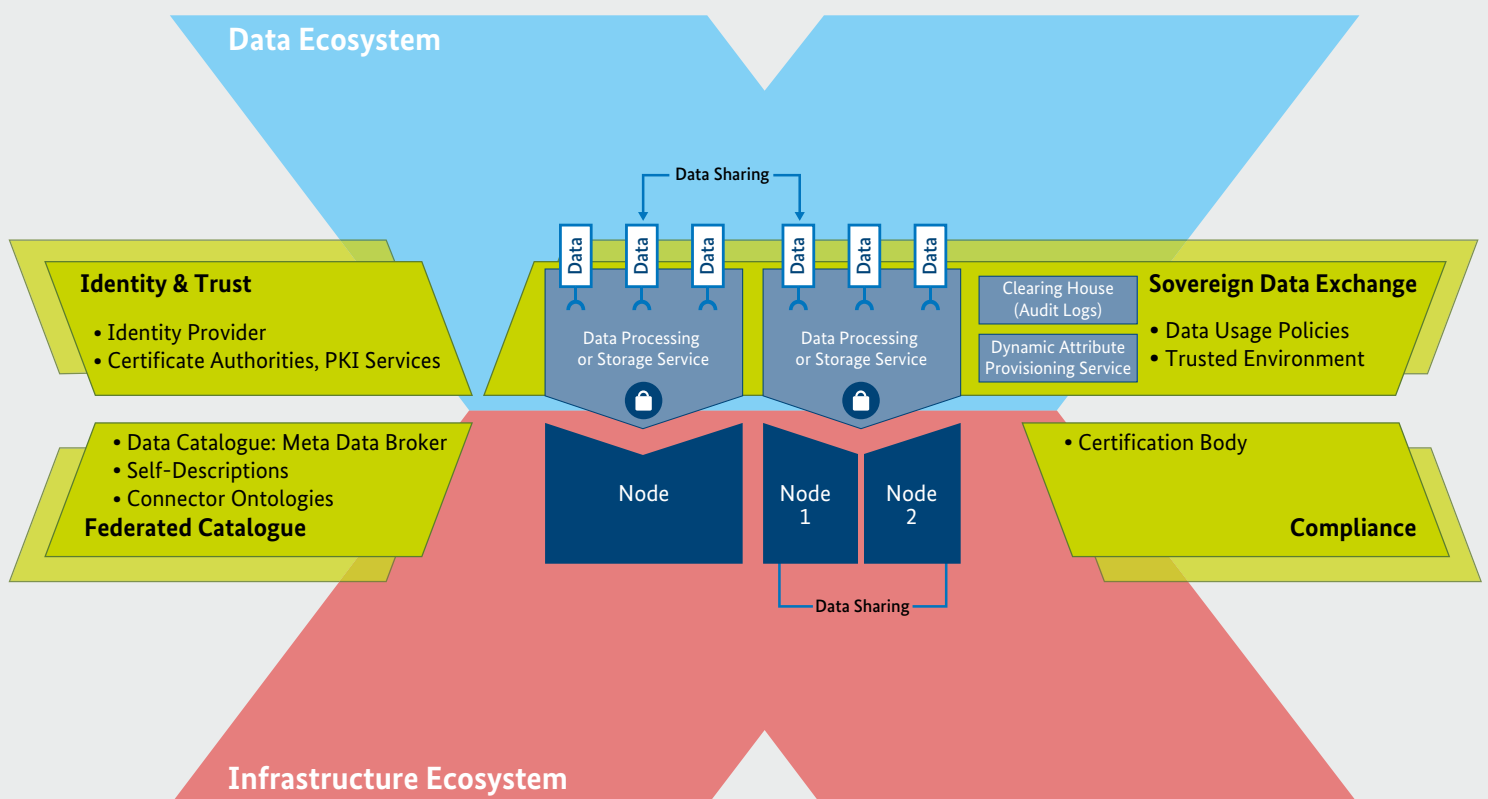 Data Ecosystem
Data Sharing
Data
Data
Data
Data
Data
Data
Identity & Trust
• Identity Provider
• Certificate Authorities, PKI Services
Data Processing
or Storage Service
Data Processing
or Storage Service
Clearing House
(Audit Logs)
Dynamic Attribute
Provisioning Service
Sovereign Data Exchange
• Data Usage Policies
• Trusted Environment
• Data Catalogue: Meta Data Broker
• Self-Descriptions
• Connector Ontologies
Federated Catalogue
Node
Node
1
Node
2
Data Sharing
• Certification Body
Compliance
Infrastructure Ecosystem